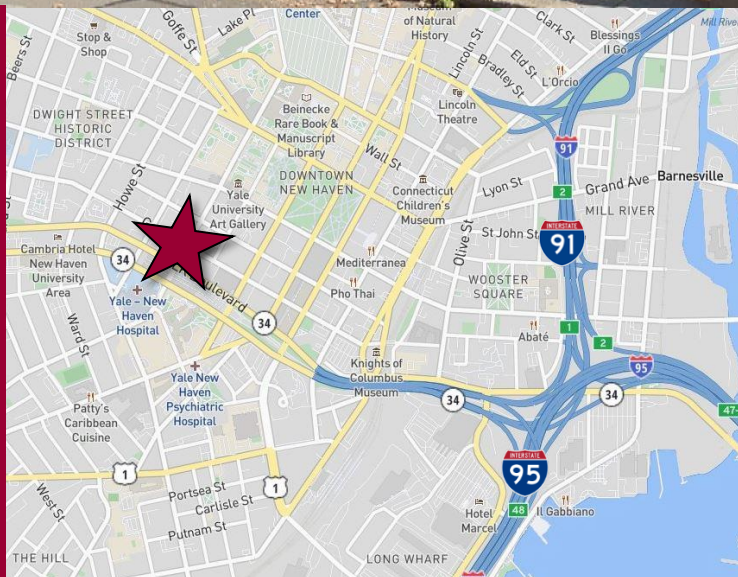 Goffe St
Lake Pl
Center
of Natural
History
Lincoln St
Clark St
Blessings
II Go
Mill River
Beers St
Stop &
Shop
Bradley St
Eld St
L'Orcio
Lincoln
Theatre
Beinecke
Rare Book &
Manuscript
Library
DWIGHT STREET
HISTORIC
DISTRICT
Wall St
91
DOWNTOWN
NEW HAVEN
Howe St
Yale
University
Art Gallery
Connecticut
Children's
Museum
Lyon St
2
Grand Ave
Barnesville
MILL RIVER
Olive St
St John St
INTERSTATE
91
Cambria Hotel
New Haven
University
Area
34
Boulevard
Mediterranea
Pho Thai
WOOSTER
SQUARE
Yale – New
Haven
Hospital
Ward St
34
1
2
Abaté
95
Knights of
Columbus
Museum
Yale New
Haven
Psychiatric
Hospital
34
34
47-
Patty's
Caribbean
Cuisine
INTERSTATE
95
1
1
Portsea St
Carlisle St
Putnam St
West St
48
Hotel
Marcel
Il Gabbiano
THE HILL
LONG WHARF